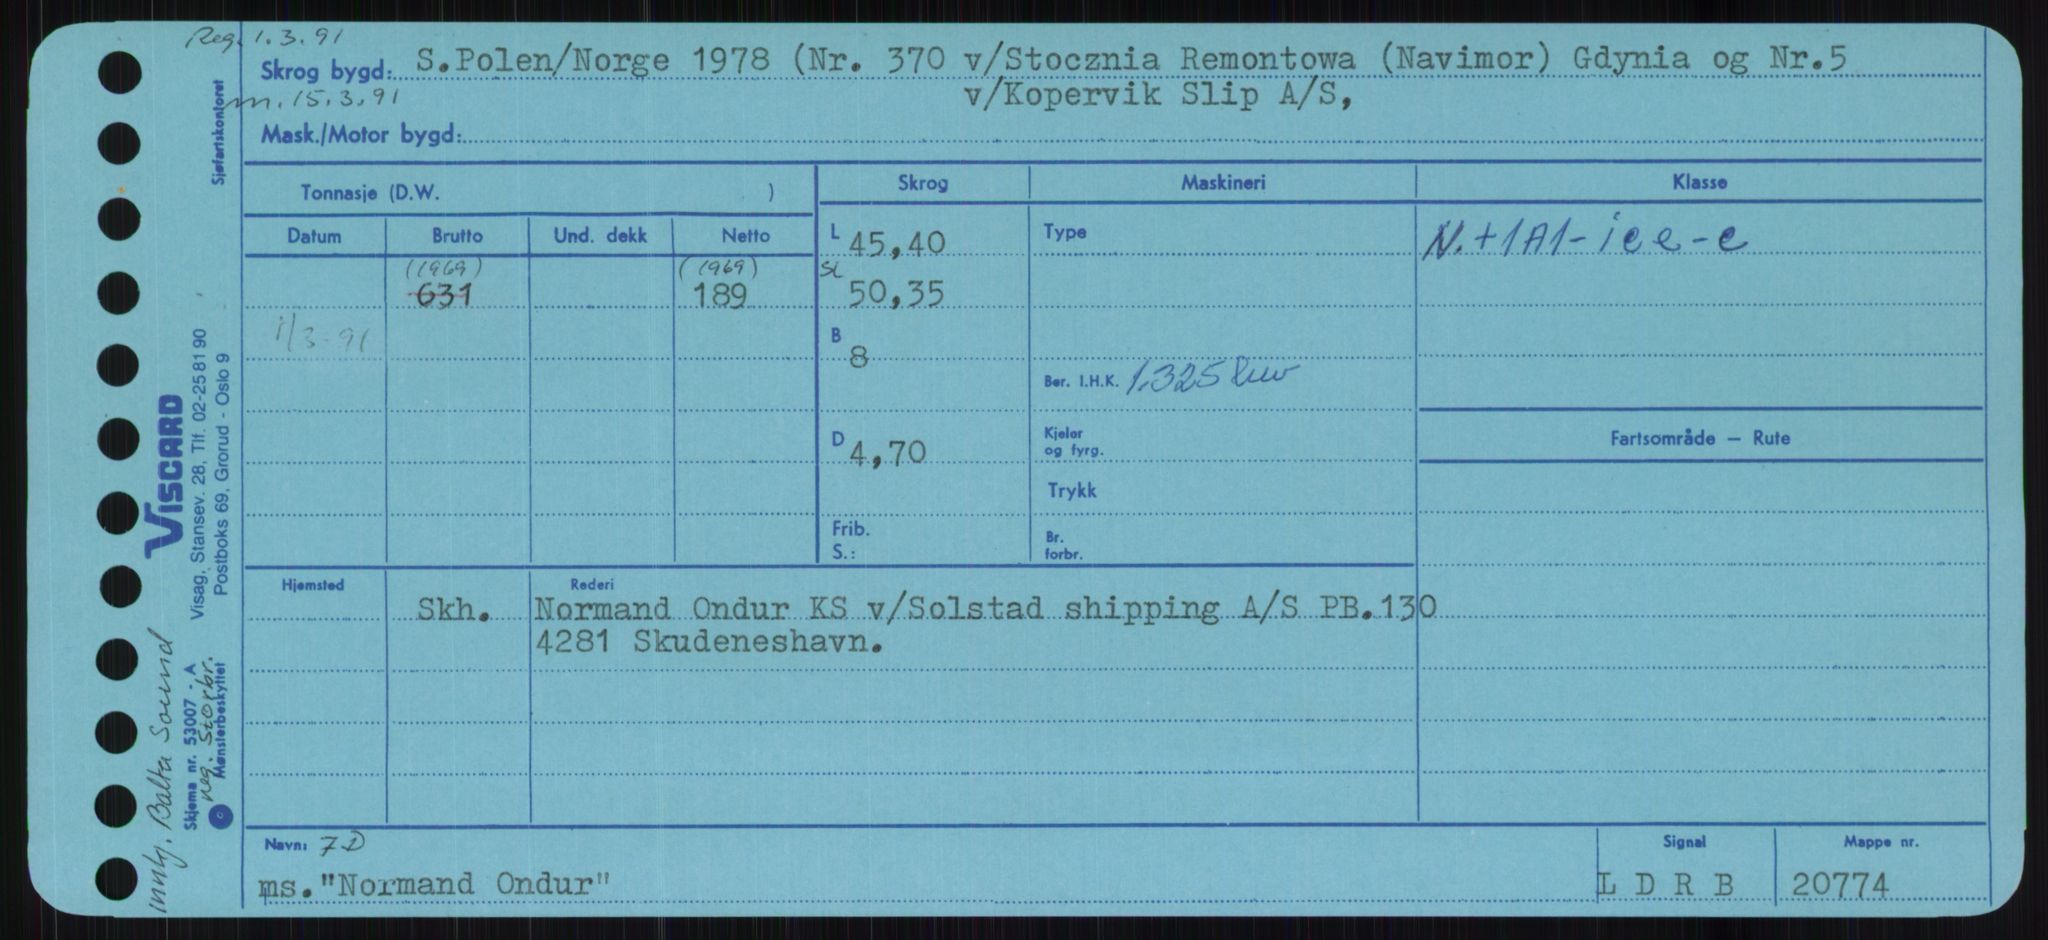 Reg. 1.3.91
Skrog bygd: S.Polen/Norge 1978 (Nr. 370 v/Stocznia Remontowa (Navimor) Gdynia og Nr.5
m. 15.3.91
v/Kopervik Slip A/S,
Mask./Motor bygd:
Sjøfartskontoret
Tonnasje (D.W. )
Skrog
Maskineri
Klasse
Datum
Brutto
Und. dekk
Netto
L 45,40
Type
N.+1A1-ice-c
(1969)
(1969)
631
189
SL 50,35
1/3-91
B
8
Ber. I.H.K. 1.325 kw
D 4,70
Kjeler
og fyrg.
Fartsområde — Rute
Trykk
Frib.
S.:
Br.
forbr.
Hjemsted
Rederi
Skh.
Normand Ondur KS v/Solstad shipping A/S PB.130
4281 Skudeneshavn.
VISCARD
Visag, Stansev. 28, Tlf. 02-25 81 90
Postboks 69, Grorud - Oslo 9
Skjema nr. 53007 - A
Mønsterbeskyttet
reg. Storbr.
innhj. Balta Sound
Navn: 7D
Signal
Mappe nr.
ms. "Normand Ondur"
L D R B
20774